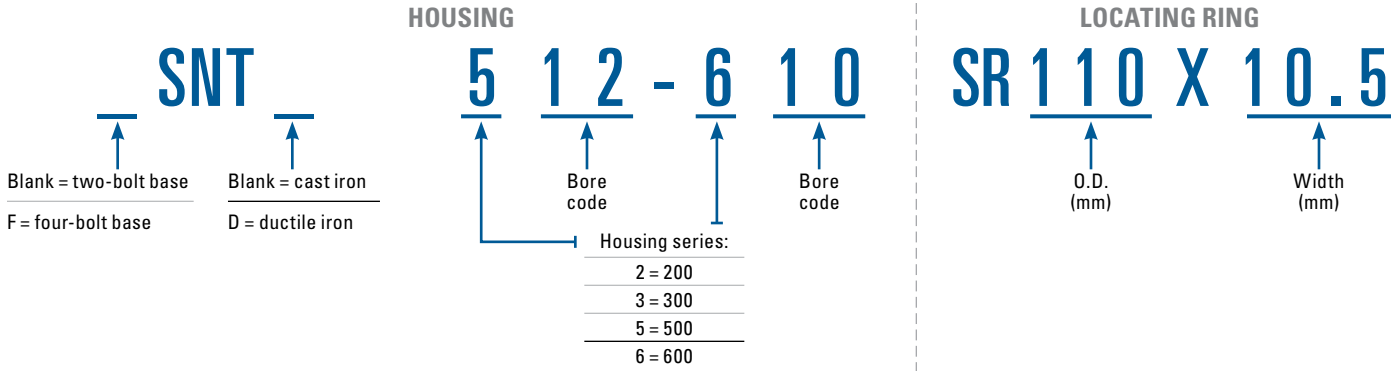 HOUSING
LOCATING RING
SNT 5 1 2 - 6 1 0
SR 1 1 0 X 1 0 . 5
Blank = two-bolt base
F = four-bolt base
Blank = cast iron
D = ductile iron
Bore
code
Bore
code
Housing series:
2 = 200
3 = 300
5 = 500
6 = 600
O.D.
(mm)
Width
(mm)